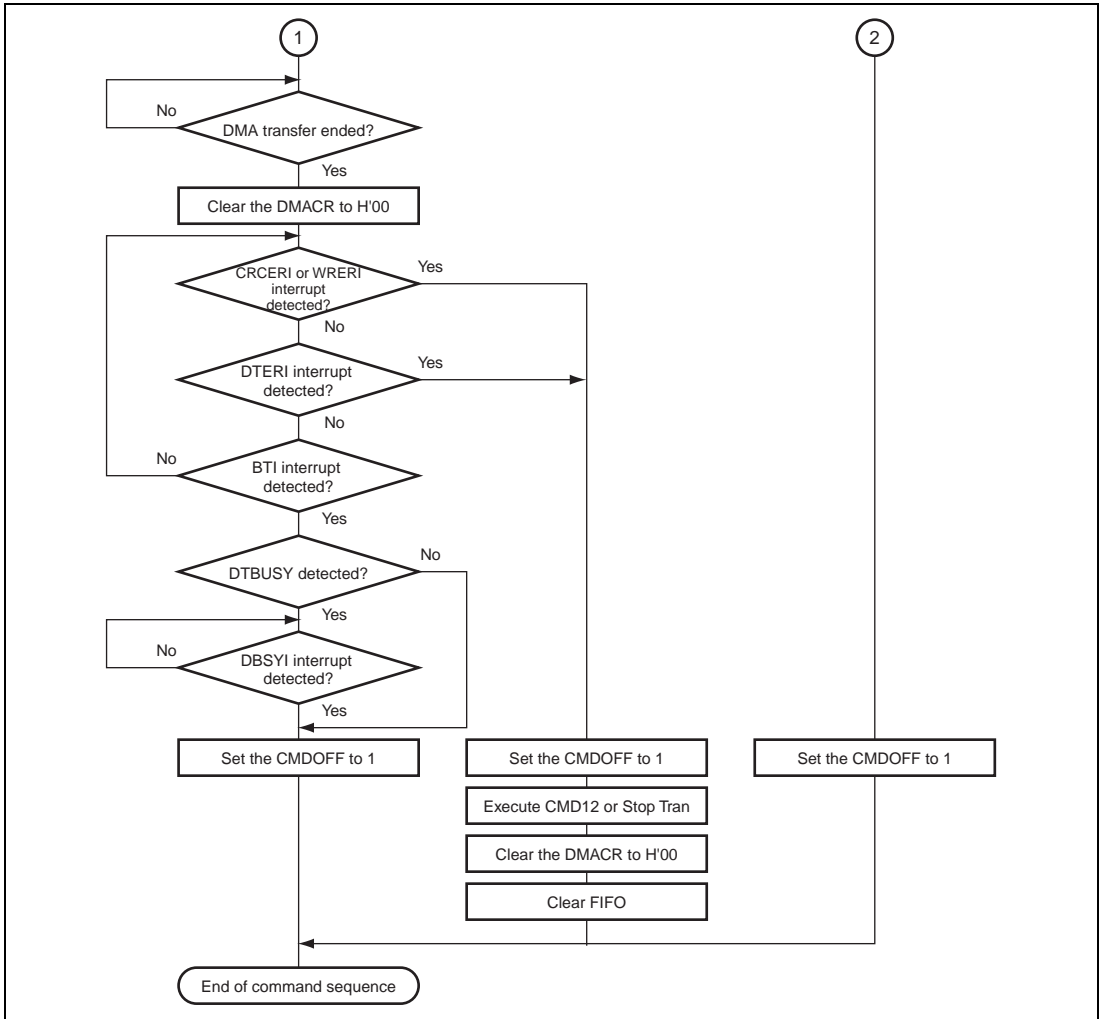 1
2
No
DMA transfer ended?
Yes
Clear the DMACR to H'00
CRCERI or WRERI
interrupt
detected?
Yes
No
DTERI interrupt
detected?
Yes
No
No
BTI interrupt
detected?
Yes
DTBUSY detected?
No
Yes
No
DBSYI interrupt
detected?
Yes
Set the CMDOFF to 1
Set the CMDOFF to 1
Set the CMDOFF to 1
Execute CMD12 or Stop Tran
Clear the DMACR to H'00
Clear FIFO
End of command sequence